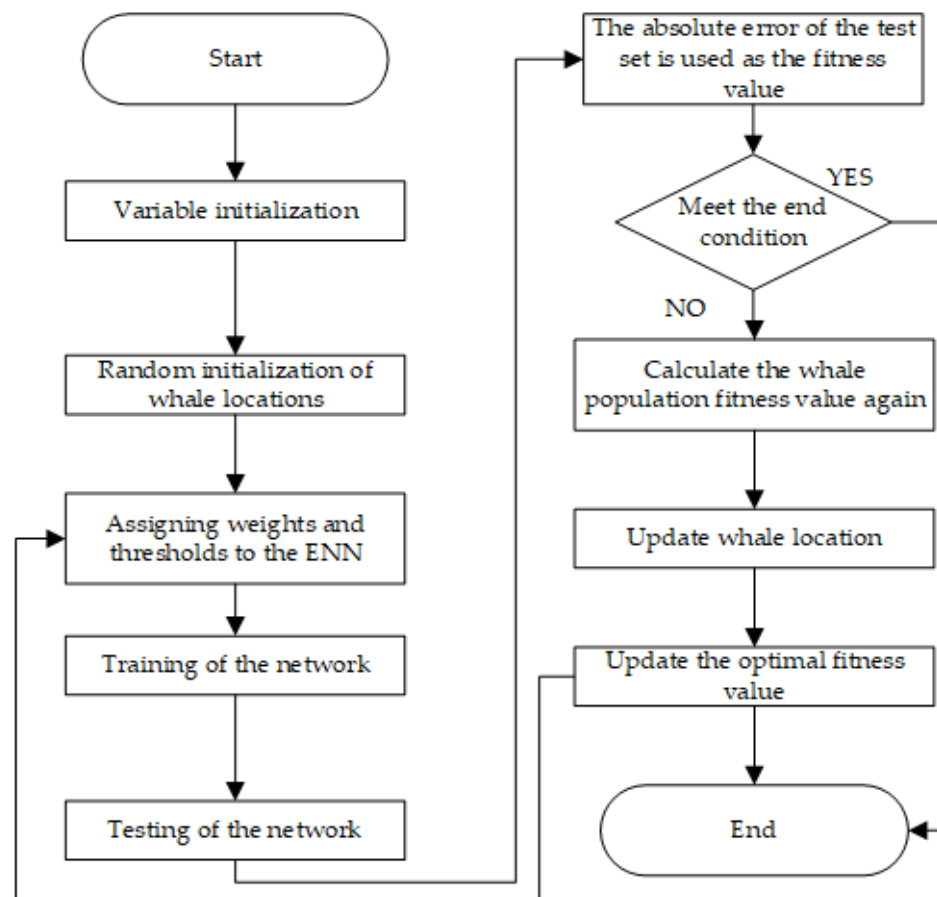 Start
Variable initialization
Random initialization of
whale locations
Assigning weights and
thresholds to the ENN
Training of the network
Testing of the network
The absolute error of the test
set is used as the fitness
value
YES
Meet the end
condition
NO
Calculate the whale
population fitness value again
Update whale location
Update the optimal fitness
value
End